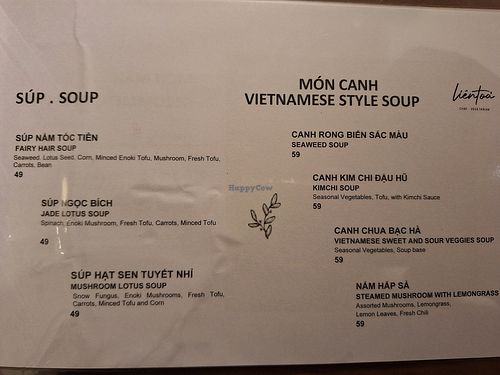 SÚP . SOUP
SÚP NẤM TÓC TIÊN
FAIRY HAIR SOUP
Seaweed, Lotus Seed, Corn, Minced Enoki Tofu, Mushroom, Fresh Tofu,
Carrots, Bean
49
SÚP NGỌC BÍCH
JADE LOTUS SOUP
Spinach, Enoki Mushroom, Fresh Tofu, Carrots, Minced Tofu
49
SÚP HẠT SEN TUYẾT NHĨ
MUSHROOM LOTUS SOUP
Snow Fungus, Enoki Mushrooms, Fresh Tofu,
Carrots, Minced Tofu and Corn
49
HappyCow
MÓN CANH
VIETNAMESE STYLE SOUP
CANH RONG BIỂN SẮC MÀU
SEAWEED SOUP
59
CANH KIM CHI ĐẬU HŨ
KIMCHI SOUP
Seasonal Vegetables, Tofu, with Kimchi Sauce
59
CANH CHUA BẠC HÀ
VIETNAMESE SWEET AND SOUR VEGGIES SOUP
Seasonal Vegetables, Soup base
59
NẤM HẤP SẢ
STEAMED MUSHROOM WITH LEMONGRASS
Assorted Mushrooms, Lemongrass,
Lemon Leaves, Fresh Chili
59